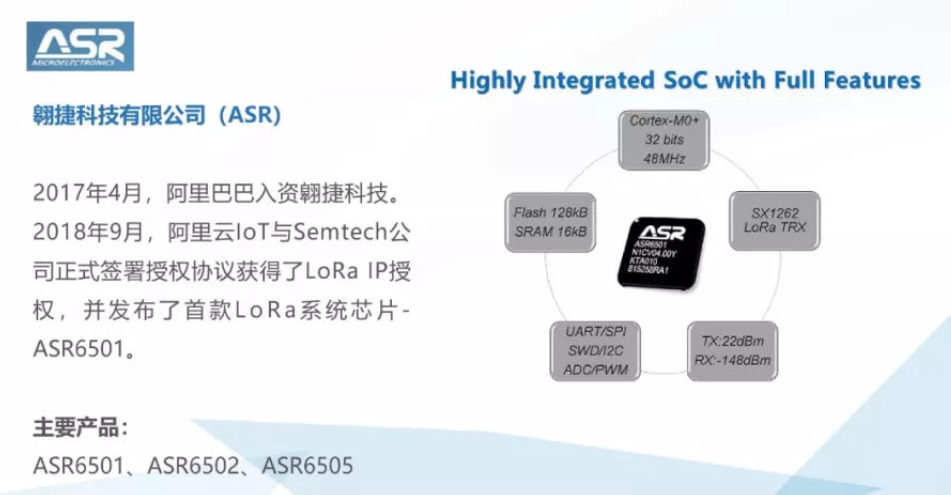 ASR
MICROELECTRONICS
翱捷科技有限公司（ASR）
2017年4月，阿里巴巴入资翱捷科技。
2018年9月，阿里云IoT与Semtech公
司正式签署授权协议获得了LoRa IP授
权，并发布了首款LoRa系统芯片-
ASR6501。
主要产品：
ASR6501、ASR6502、ASR6505
Highly Integrated SoC with Full Features
Cortex-M0+
32 bits
48MHz
Flash 128kB
SRAM 16kB
SX1262
LoRa TRX
ASR
ASR6501
N1CV04.00Y
KTA010
815258RA1
UART/SPI
SWD/I2C
ADC/PWM
TX:22dBm
RX:-148dBm